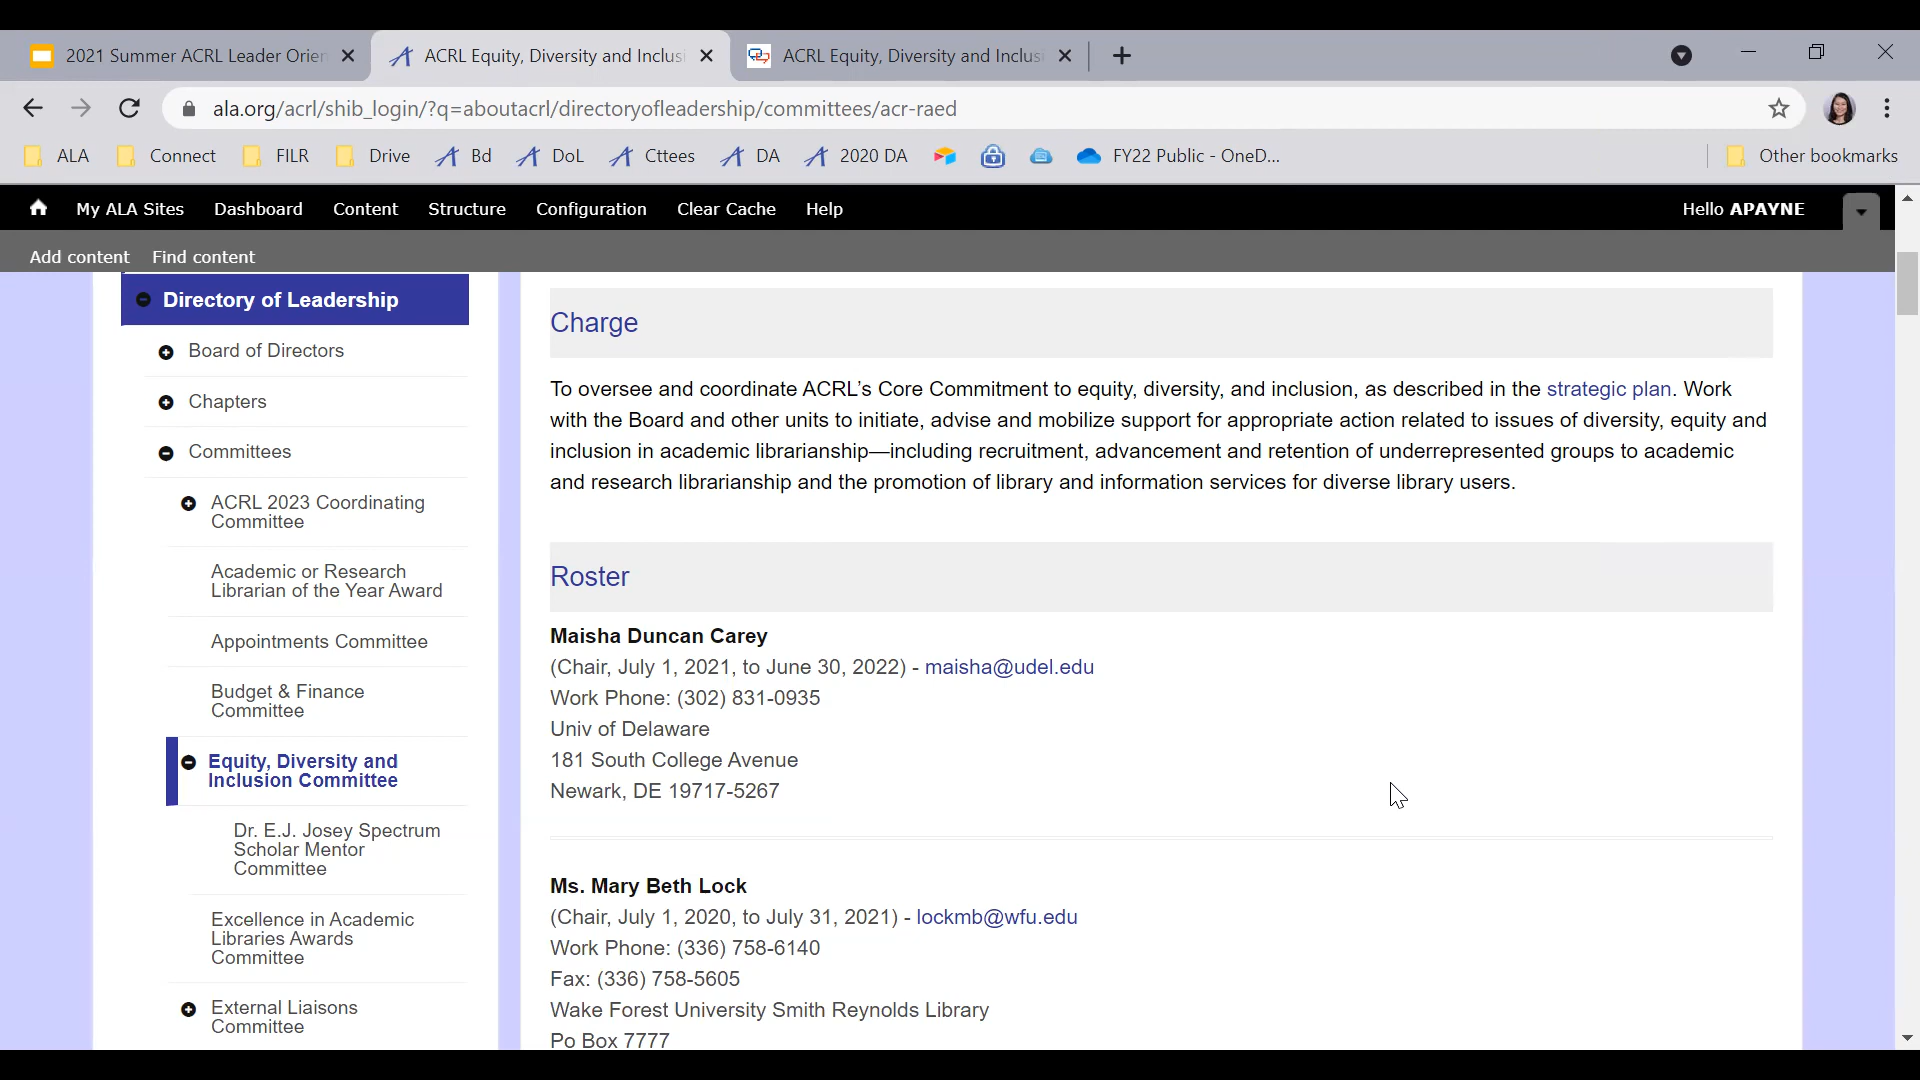 2021 Summer ACRL Leader Orien
ACRL Equity, Diversity and Inclus
ACRL Equity, Diversity and Inclus
ala.org/acrl/shib_login/?q=aboutacrl/directoryofleadership/committees/acr-raed
ALA
Connect
FILR
Drive
Bd
DoL
Cttees
DA
2020 DA
FY22 Public - OneD...
Other bookmarks
My ALA Sites
Dashboard
Content
Structure
Configuration
Clear Cache
Help
Hello APAYNE
Add content
Find content
Directory of Leadership
Board of Directors
Chapters
Committees
ACRL 2023 Coordinating
Committee
Academic or Research
Librarian of the Year Award
Appointments Committee
Budget & Finance
Committee
Equity, Diversity and
Inclusion Committee
Dr. E.J. Josey Spectrum
Scholar Mentor
Committee
Excellence in Academic
Libraries Awards
Committee
External Liaisons
Committee
Charge
To oversee and coordinate ACRL’s Core Commitment to equity, diversity, and inclusion, as described in the strategic plan. Work
with the Board and other units to initiate, advise and mobilize support for appropriate action related to issues of diversity, equity and
inclusion in academic librarianship—including recruitment, advancement and retention of underrepresented groups to academic
and research librarianship and the promotion of library and information services for diverse library users.
Roster
Maisha Duncan Carey
(Chair, July 1, 2021, to June 30, 2022) - maisha@udel.edu
Work Phone: (302) 831-0935
Univ of Delaware
181 South College Avenue
Newark, DE 19717-5267
Ms. Mary Beth Lock
(Chair, July 1, 2020, to July 31, 2021) - lockmb@wfu.edu
Work Phone: (336) 758-6140
Fax: (336) 758-5605
Wake Forest University Smith Reynolds Library
Po Box 7777